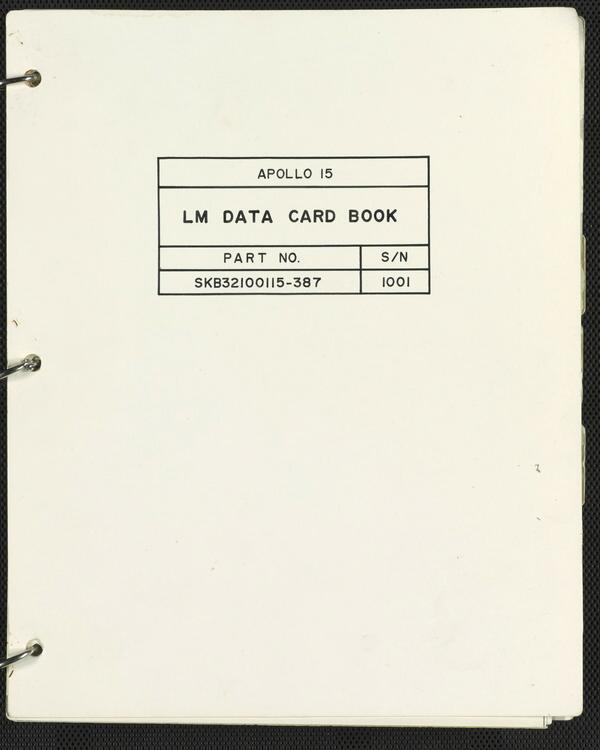 APOLLO 15
LM DATA CARD BOOK
PART NO. S/N
SKB32100115-387 1001